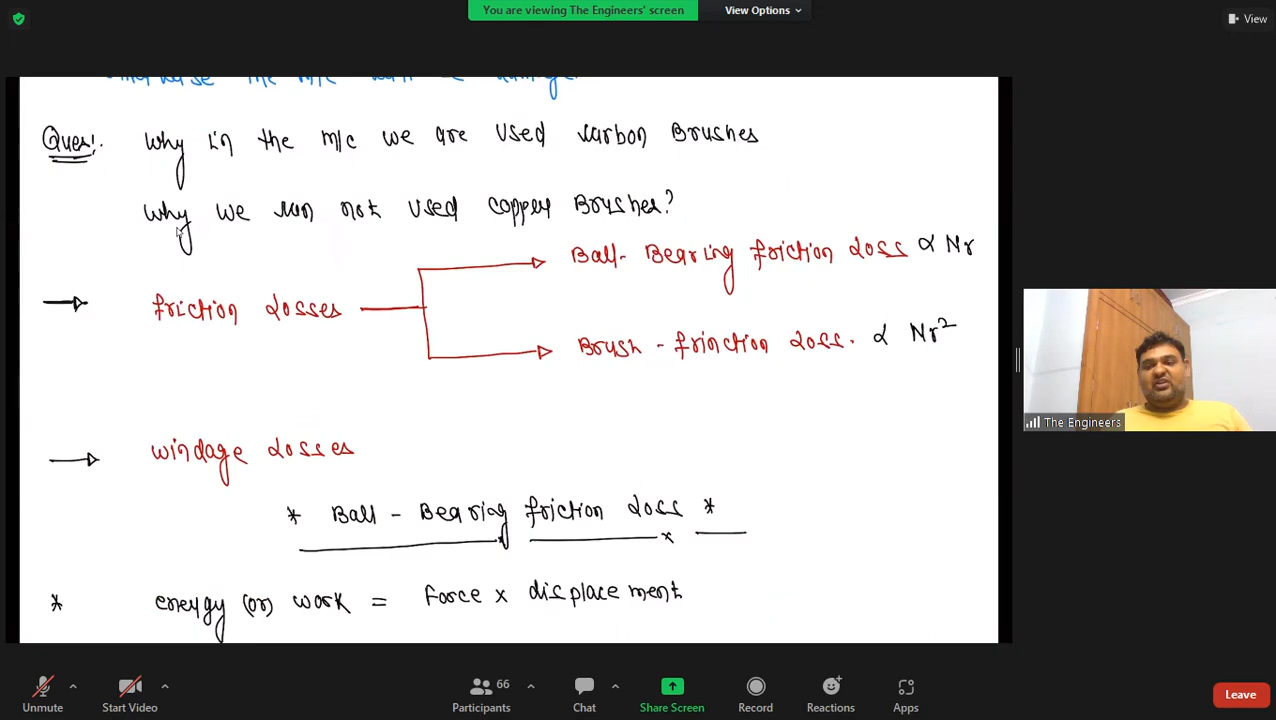 You are viewing The Engineers' screen
View Options
View
Ques:. Why in the m/c we are used carbon Brushes
Why we can not used copper Brushes?
Ball- Bearing friction loss ∝ Nr
friction losses
Brush - frinction loss. ∝ Nr²
The Engineers
windage losses
* Ball - Bearing friction loss *
* energy (or) work = force x displacement
Unmute
Start Video
66
Participants
Chat
Share Screen
Record
Reactions
Apps
Leave